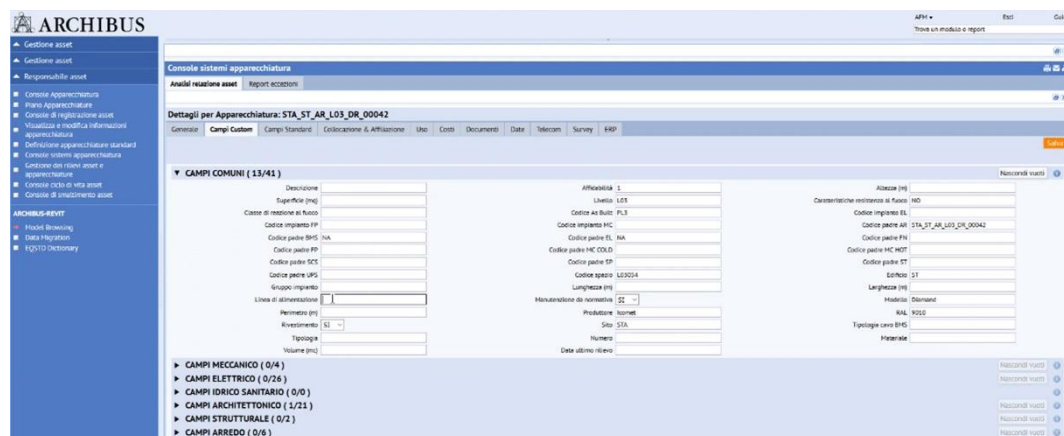 ARCHIBUS
AFM
Esci
Trova un modulo o report
Gestione asset
Gestione asset
Responsabile asset
Console Apparecchiatura
Piano Apparecchiature
Console di registrazione asset
Visualizza e modifica informazioni
apparecchiatura
Definizione apparecchiature standard
Console sistemi apparecchiatura
Gestione dei rilievi asset e
apparecchiature
Console ciclo di vita asset
Console di smaltimento asset
ARCHIBUS-REVIT
Model Browsing
Data Migration
EQSTD Dictionary
Console sistemi apparecchiatura
Analisi relazione asset Report eccezioni
Dettagli per Apparecchiatura: STA_ST_AR_L03_DR_00042
Generale Campi Custom Campi Standard Collocazione & Affiliazione Uso Costi Documenti Date Telecom Survey ERP
Salva
CAMPI COMUNI ( 13/41 ) Nascondi vuoti
Descrizione Affidabilità 1 Altezza (m)
Superficie (mq) Livello L03 Caratteristiche resistenza al fuoco NO
Classe di reazione al fuoco Codice As Built PL3 Codice impianto EL
Codice impianto FP Codice impianto MC Codice padre AR STA_ST_AR_L03_DR_00042
Codice padre BMS NA Codice padre EL NA Codice padre FN
Codice padre FP Codice padre MC COLD Codice padre MC HOT
Codice padre SCS Codice padre SP Codice padre ST
Codice padre UPS Codice spazio L03054 Edificio ST
Gruppo impianto Lunghezza (m) Larghezza (m)
Linea di alimentazione Manutenzione da normativa SI Modello Diamond
Perimetro (m) Produttore Icomet RAL 9010
Rivestimento SI Sito STA Tipologia cavo BMS
Tipologia Numero Materiale
Volume (mc) Data ultimo rilievo
CAMPI MECCANICO ( 0/4 ) Nascondi vuoti
CAMPI ELETTRICO ( 0/26 ) Nascondi vuoti
CAMPI IDRICO SANITARIO ( 0/0 )
CAMPI ARCHITETTONICO ( 1/21 ) Nascondi vuoti
CAMPI STRUTTURALE ( 0/2 ) Nascondi vuoti
CAMPI ARREDO ( 0/6 ) Nascondi vuoti